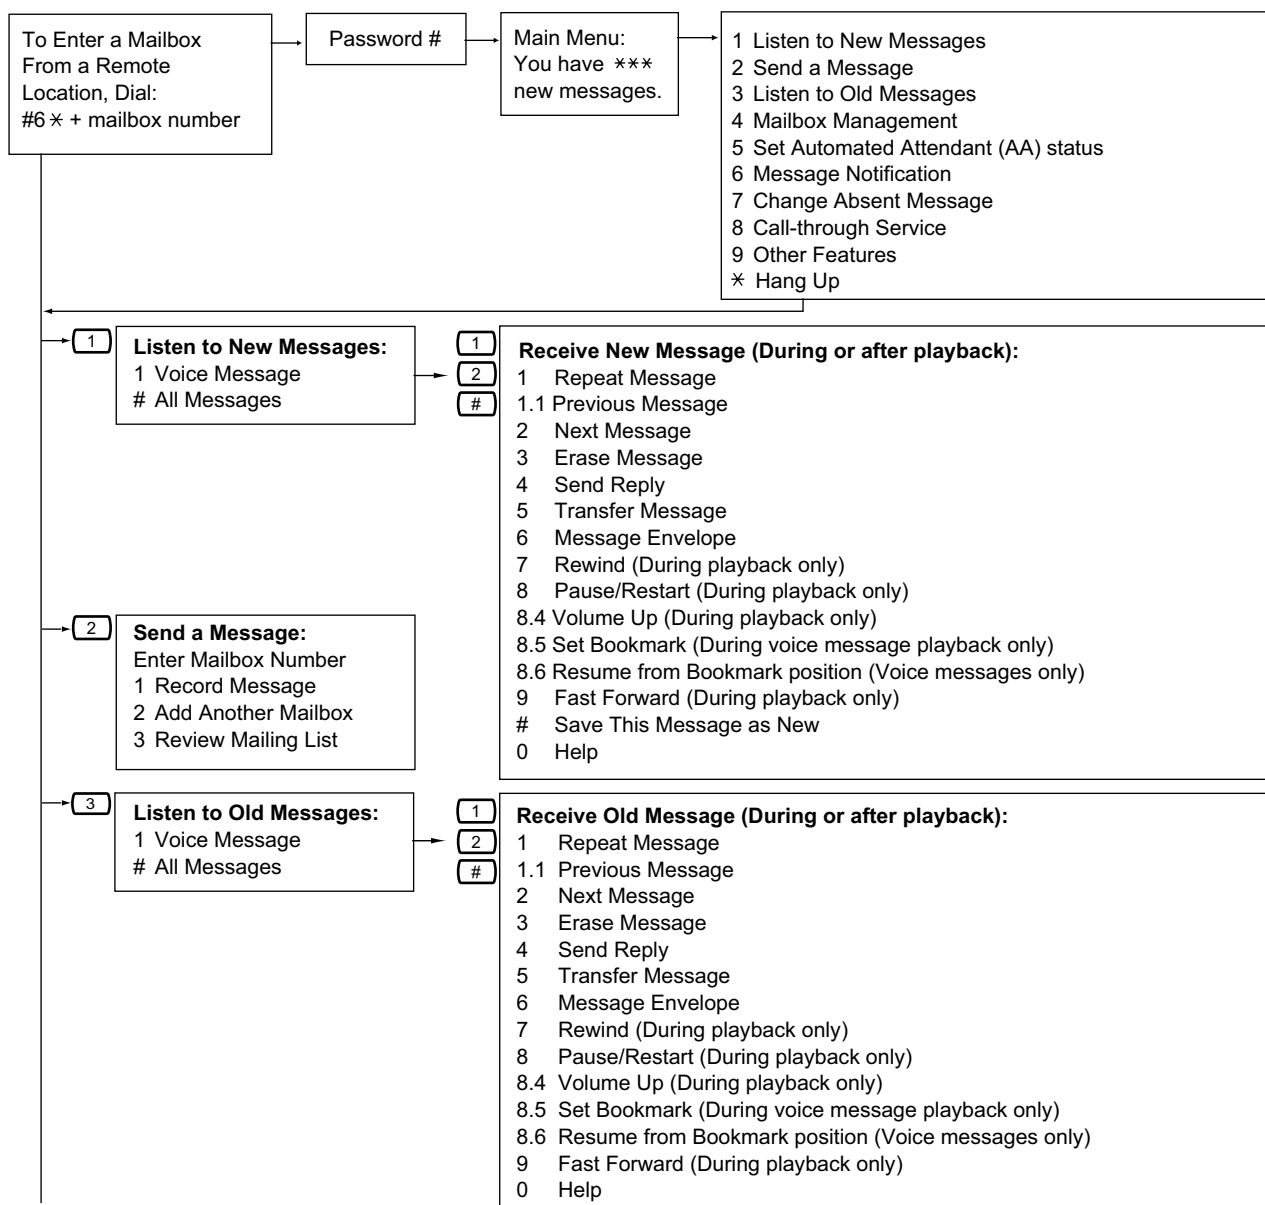 To Enter a Mailbox
From a Remote
Location, Dial:
#6* + mailbox number
Password #
Main Menu:
You have ***
new messages.
1 Listen to New Messages
2 Send a Message
3 Listen to Old Messages
4 Mailbox Management
5 Set Automated Attendant (AA) status
6 Message Notification
7 Change Absent Message
8 Call-through Service
9 Other Features
* Hang Up
1
Listen to New Messages:
1 Voice Message
# All Messages
1
2
#
Receive New Message (During or after playback):
1 Repeat Message
1.1 Previous Message
2 Next Message
3 Erase Message
4 Send Reply
5 Transfer Message
6 Message Envelope
7 Rewind (During playback only)
8 Pause/Restart (During playback only)
8.4 Volume Up (During playback only)
8.5 Set Bookmark (During voice message playback only)
8.6 Resume from Bookmark position (Voice messages only)
9 Fast Forward (During playback only)
# Save This Message as New
0 Help
2
Send a Message:
Enter Mailbox Number
1 Record Message
2 Add Another Mailbox
3 Review Mailing List
3
Listen to Old Messages:
1 Voice Message
# All Messages
1
2
#
Receive Old Message (During or after playback):
1 Repeat Message
1.1 Previous Message
2 Next Message
3 Erase Message
4 Send Reply
5 Transfer Message
6 Message Envelope
7 Rewind (During playback only)
8 Pause/Restart (During playback only)
8.4 Volume Up (During playback only)
8.5 Set Bookmark (During voice message playback only)
8.6 Resume from Bookmark position (Voice messages only)
9 Fast Forward (During playback only)
0 Help